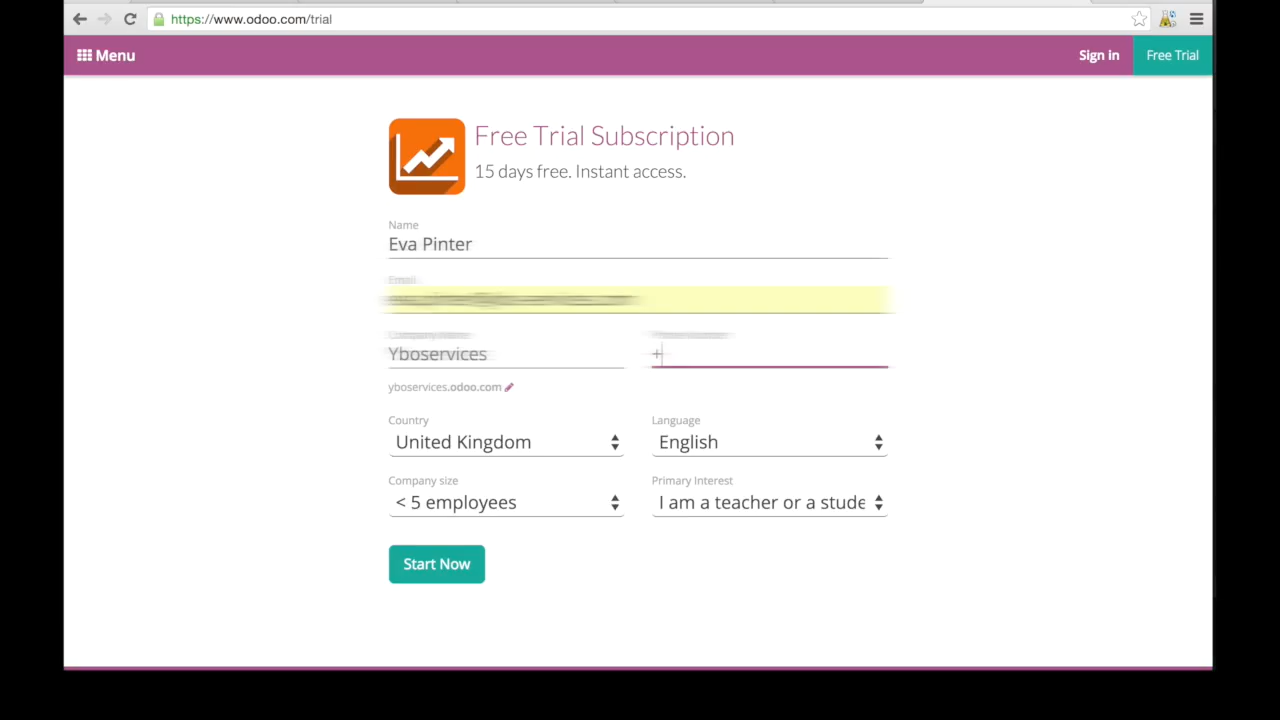 https://www.odoo.com/trial
Menu
Sign in
Free Trial
Free Trial Subscription
15 days free. Instant access.
Name
Eva Pinter
Email
Yboservices
+
yboservices.odoo.com
Country
Language
United Kingdom
English
Company size
Primary Interest
< 5 employees
I am a teacher or a stude
Start Now